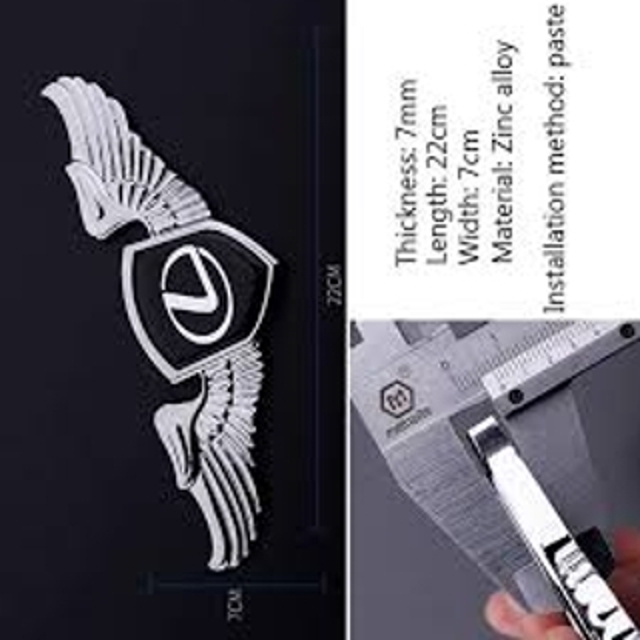 Thickness: 7mm
Length: 22cm
Width: 7cm
Material: Zinc alloy
Installation method: paste
22CM
7CM